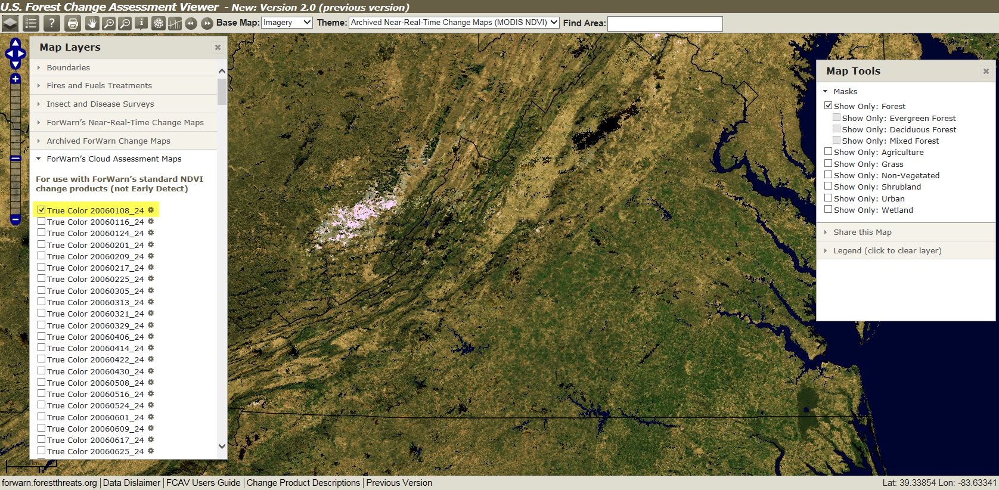 U.S. Forest Change Assessment Viewer - New: Version 2.0 (previous version)
Base Map: Imagery Theme: Archived Near-Real-Time Change Maps (MODIS NDVI) Find Area:
Map Layers
Boundaries
Fires and Fuels Treatments
Insect and Disease Surveys
ForWarn's Near-Real-Time Change Maps
Archived ForWarn Change Maps
ForWarn's Cloud Assessment Maps
For use with ForWarn's standard NDVI
change products (not Early Detect)
True Color 20060108_24
True Color 20060116_24
True Color 20060124_24
True Color 20060201_24
True Color 20060209_24
True Color 20060217_24
True Color 20060225_24
True Color 20060305_24
True Color 20060313_24
True Color 20060321_24
True Color 20060329_24
True Color 20060406_24
True Color 20060414_24
True Color 20060422_24
True Color 20060430_24
True Color 20060508_24
True Color 20060516_24
True Color 20060524_24
True Color 20060601_24
True Color 20060609_24
True Color 20060617_24
True Color 20060625_24
Map Tools
Masks
Show Only: Forest
Show Only: Evergreen Forest
Show Only: Deciduous Forest
Show Only: Mixed Forest
Show Only: Agriculture
Show Only: Grass
Show Only: Non-Vegetated
Show Only: Shrubland
Show Only: Urban
Show Only: Wetland
Share this Map
Legend (click to clear layer)
forwarn.forestthreats.org | Data Dislaimer | FCAV Users Guide | Change Product Descriptions | Previous Version
Lat: 39.33854 Lon: -83.63341